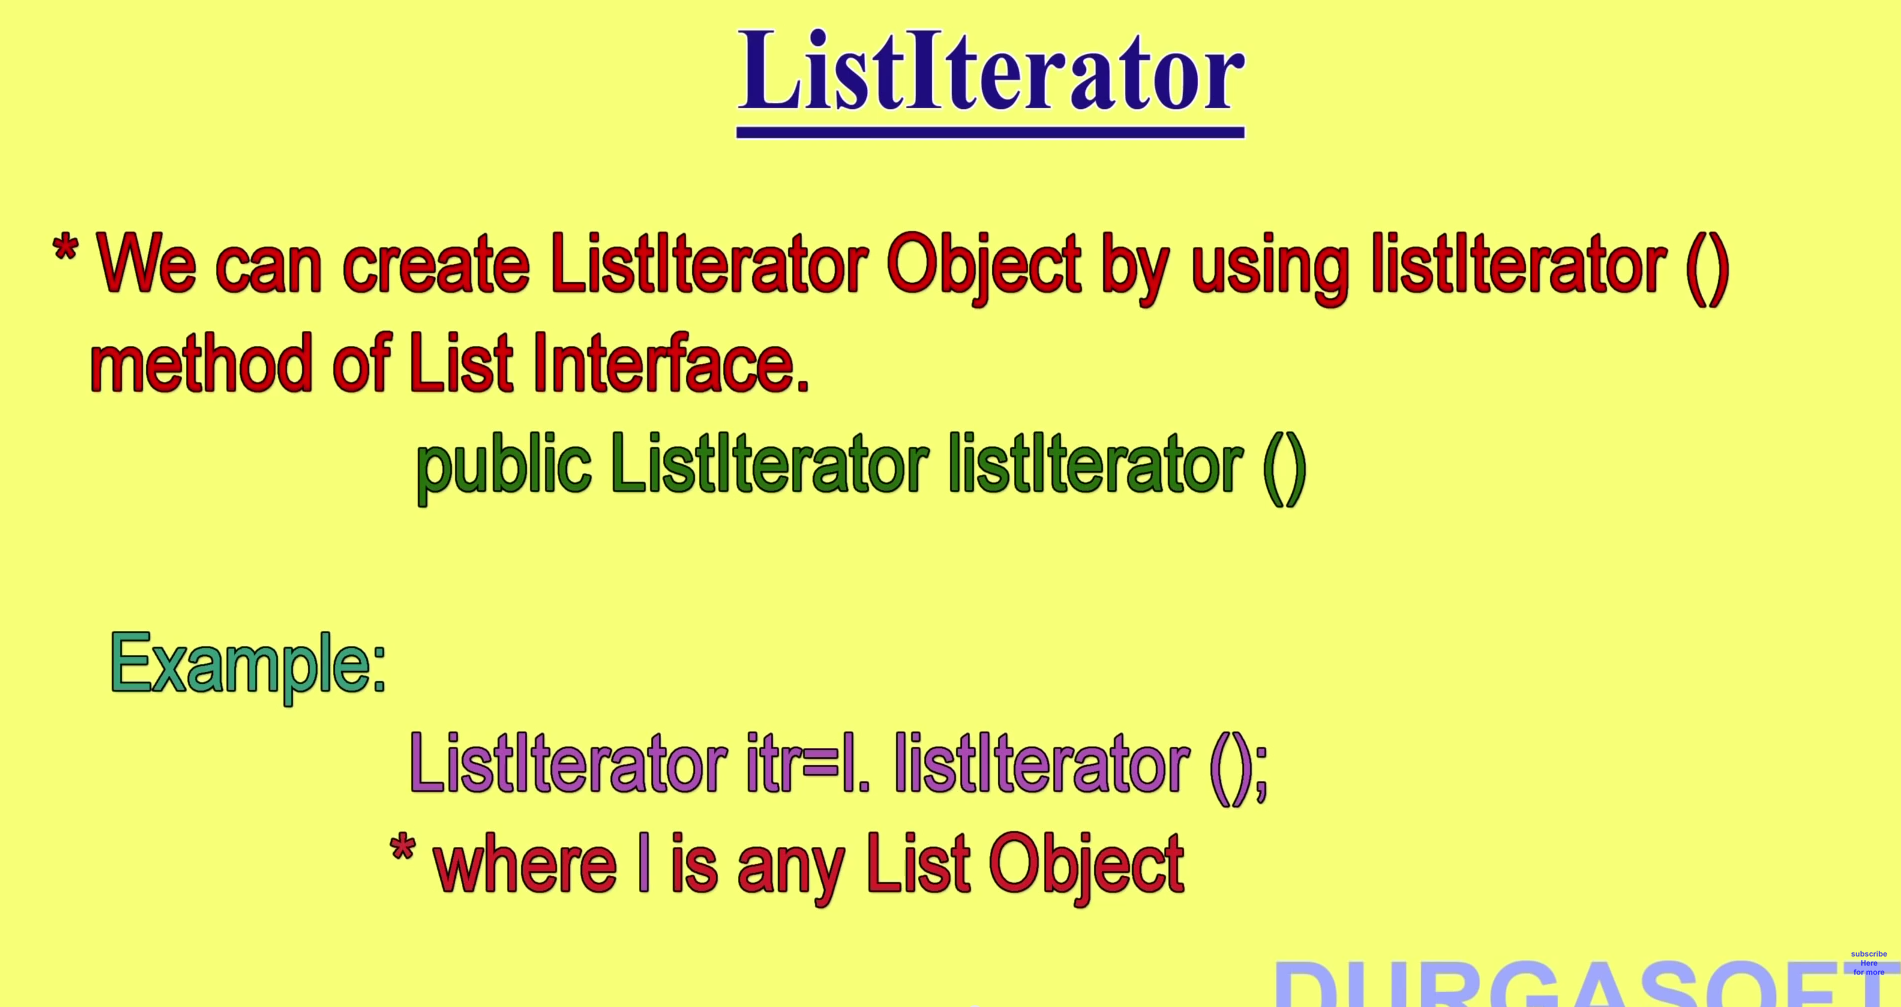 ListIterator
* We can create ListIterator Object by using listIterator ()
method of List Interface.
public ListIterator listIterator ()
Example:
ListIterator itr=l. listIterator ();
* where l is any List Object
DURGASOFT
subscribe
Here
for more